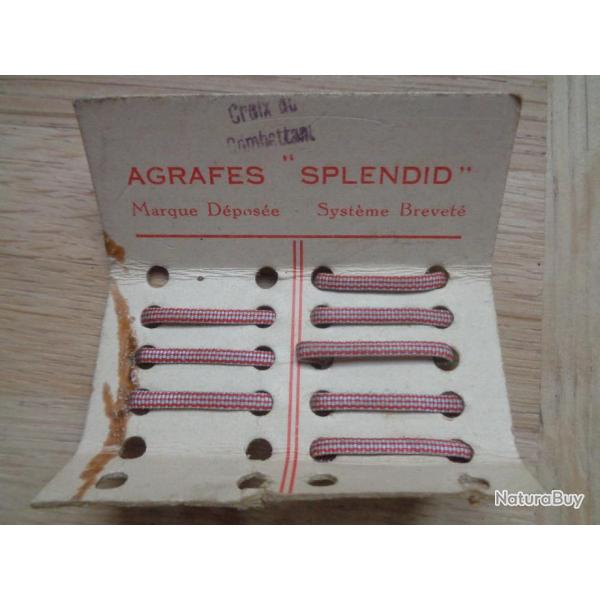 Croix du
Combattant
AGRAFES "SPLENDID"
Marque Déposée - Système Breveté
NaturaBuy